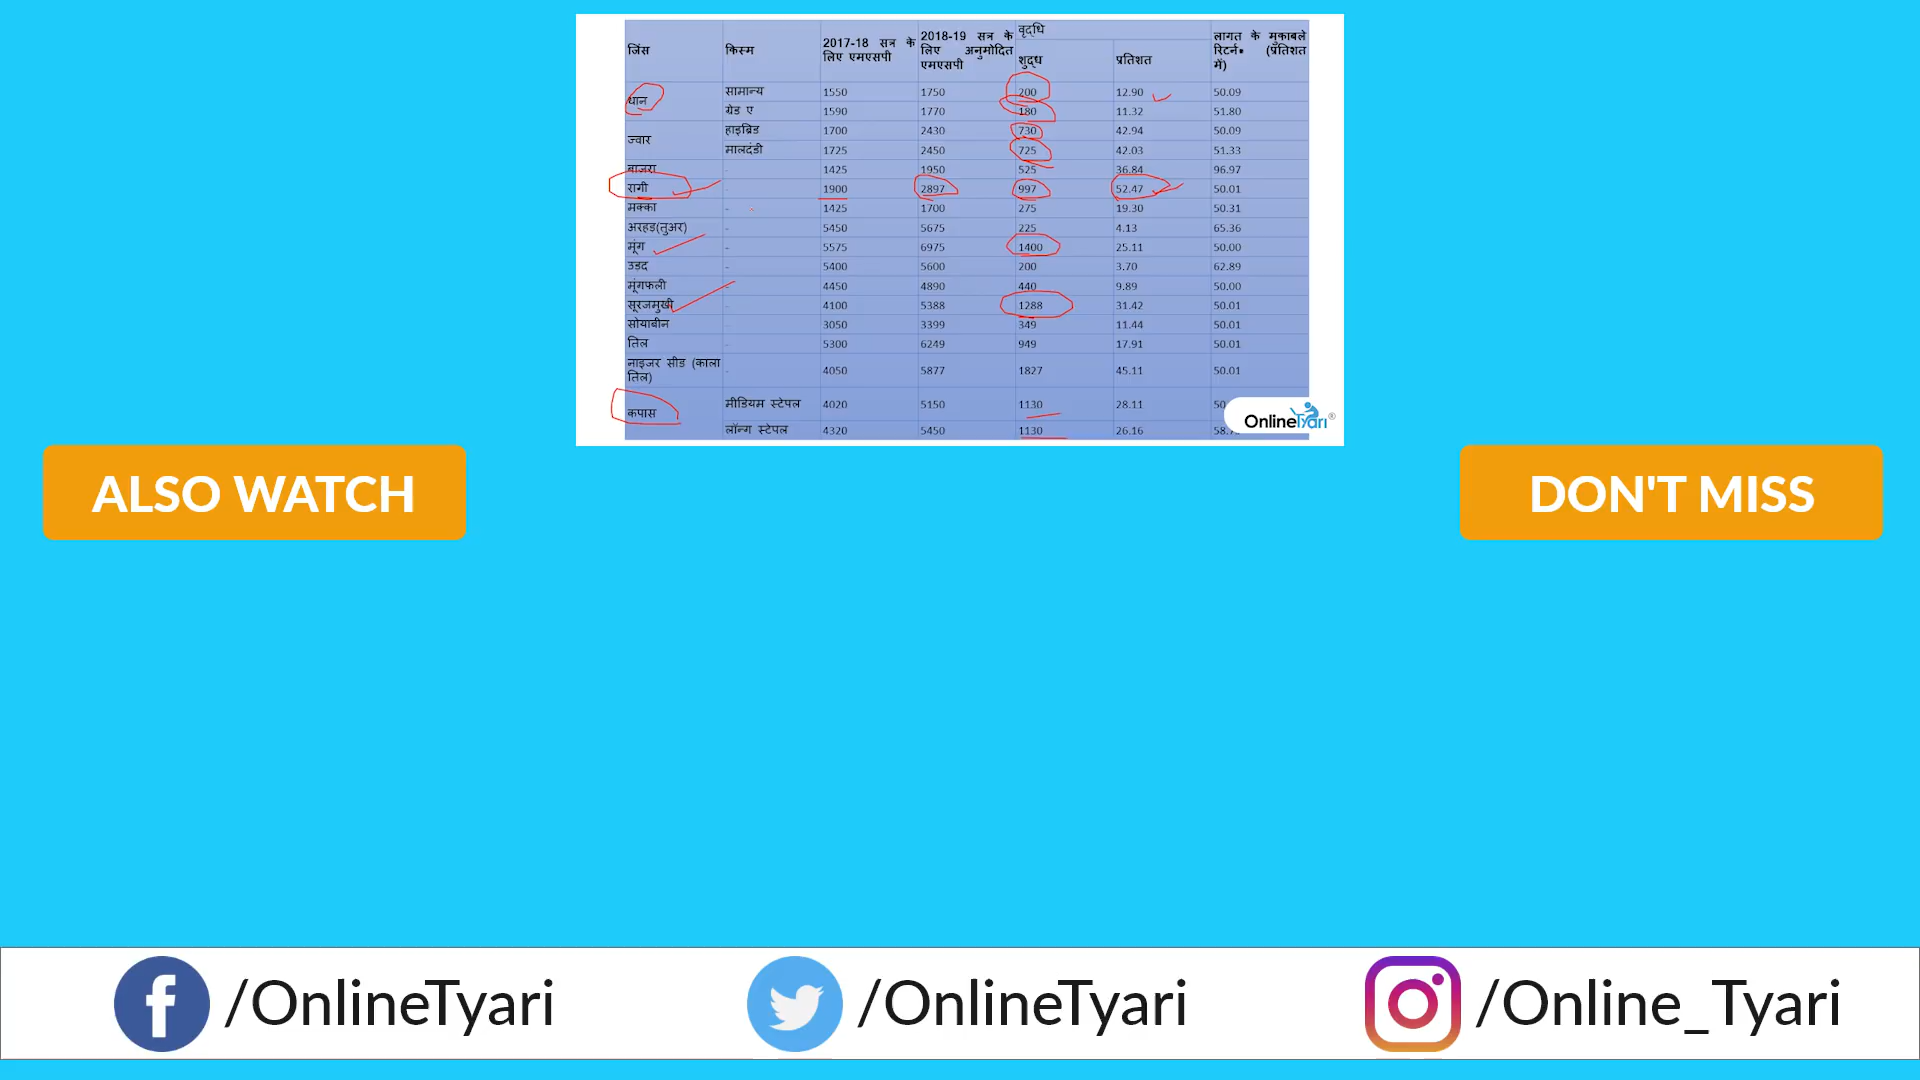 जिंस किस्म 2017-18 सत्र के लिए एमएसपी 2018-19 सत्र के लिए अनुमोदित एमएसपी वृद्धि लागत के मुकाबले रिटर्न* (प्रतिशत में)
शुद्ध प्रतिशत
धान सामान्य 1550 1750 200 12.90 50.09
ग्रेड ए 1590 1770 180 11.32 51.80
ज्वार हाइब्रिड 1700 2430 730 42.94 50.09
मालदंडी 1725 2450 725 42.03 51.33
बाजरा - 1425 1950 525 36.84 96.97
रागी - 1900 2897 997 52.47 50.01
मक्का - 1425 1700 275 19.30 50.31
अरहड(तुअर) - 5450 5675 225 4.13 65.36
मूंग - 5575 6975 1400 25.11 50.00
उडद - 5400 5600 200 3.70 62.89
मूंगफली - 4450 4890 440 9.89 50.00
सूरजमुखी - 4100 5388 1288 31.42 50.01
सोयाबीन - 3050 3399 349 11.44 50.01
तिल - 5300 6249 949 17.91 50.01
नाइजर सीड (काला तिल) - 4050 5877 1827 45.11 50.01
कपास मीडियम स्टेपल 4020 5150 1130 28.11
लॉन्ग स्टेपल 4320 5450 1130 26.16
OnlineTyari®
ALSO WATCH
DON'T MISS
/OnlineTyari /OnlineTyari /Online_Tyari